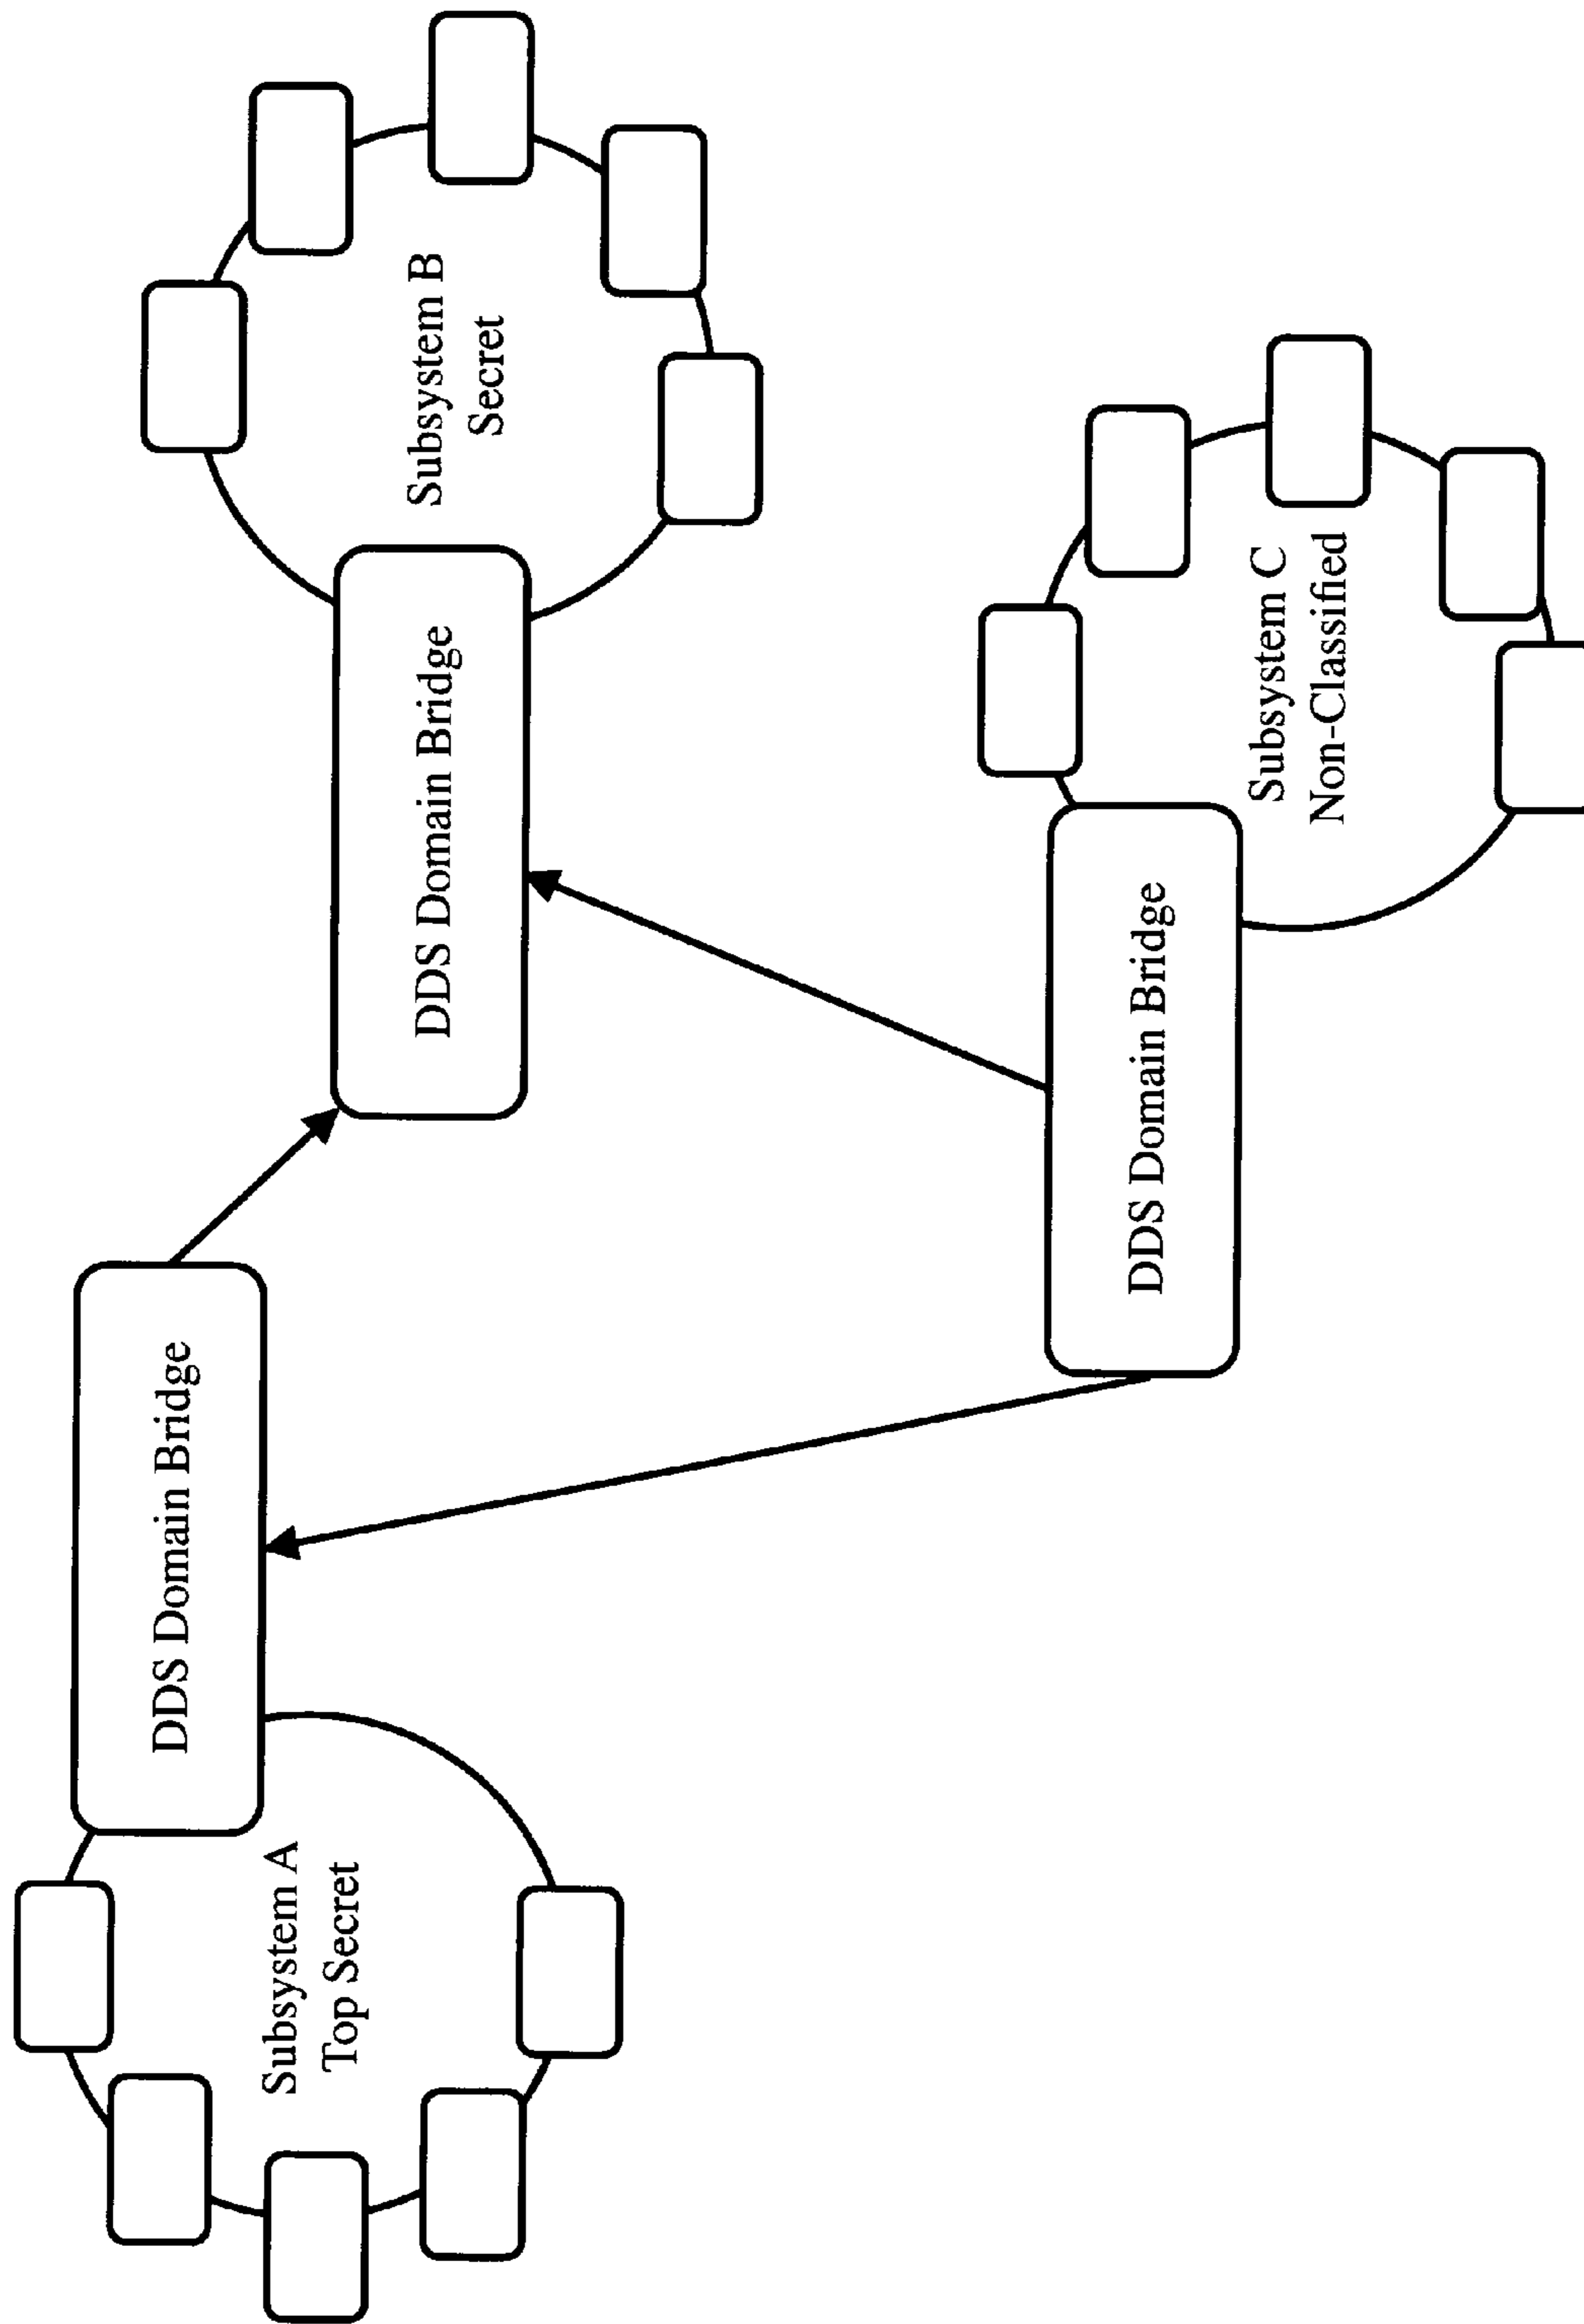 DDS Domain Bridge
Subsystem A
Top Secret
DDS Domain Bridge
Subsystem B
Secret
DDS Domain Bridge
Subsystem C
Non-Classified